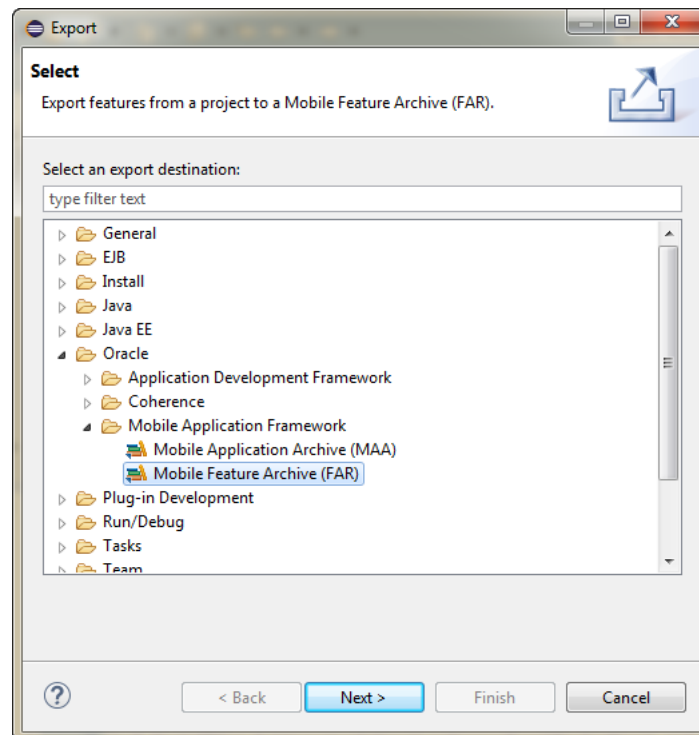 Export
Select
Export features from a project to a Mobile Feature Archive (FAR).
Select an export destination:
type filter text
General
EJB
Install
Java
Java EE
Oracle
Application Development Framework
Coherence
Mobile Application Framework
Mobile Application Archive (MAA)
Mobile Feature Archive (FAR)
Plug-in Development
Run/Debug
Tasks
Team
< Back Next > Finish Cancel